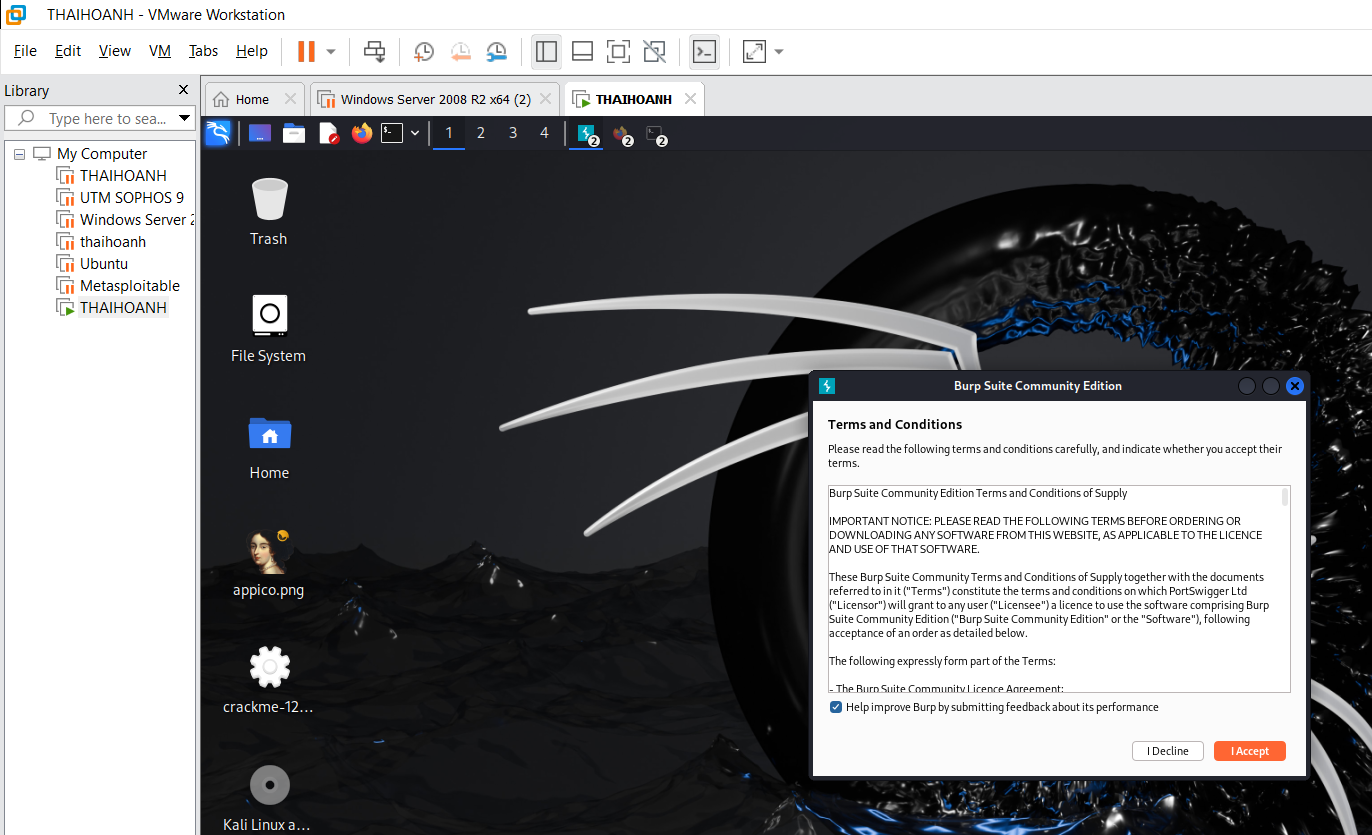 THAIHOANH - VMware Workstation
File Edit View VM Tabs Help
Library
Type here to sea...
My Computer
THAIHOANH
UTM SOPHOS 9
Windows Server 2
thaihoanh
Ubuntu
Metasploitable
THAIHOANH
Home
Windows Server 2008 R2 x64 (2)
THAIHOANH
1 2 3 4 2 2 2
Trash
File System
Home
appico.png
crackme-12...
Kali Linux a...
Burp Suite Community Edition
Terms and Conditions
Please read the following terms and conditions carefully, and indicate whether you accept their
terms.
Burp Suite Community Edition Terms and Conditions of Supply
IMPORTANT NOTICE: PLEASE READ THE FOLLOWING TERMS BEFORE ORDERING OR
DOWNLOADING ANY SOFTWARE FROM THIS WEBSITE, AS APPLICABLE TO THE LICENCE
AND USE OF THAT SOFTWARE.
These Burp Suite Community Terms and Conditions of Supply together with the documents
referred to in it ("Terms") constitute the terms and conditions on which PortSwigger Ltd
("Licensor") will grant to any user ("Licensee") a licence to use the software comprising Burp
Suite Community Edition ("Burp Suite Community Edition" or the "Software"), following
acceptance of an order as detailed below.
The following expressly form part of the Terms:
- The Burp Suite Community Licence Agreement;
Help improve Burp by submitting feedback about its performance
I Decline
I Accept